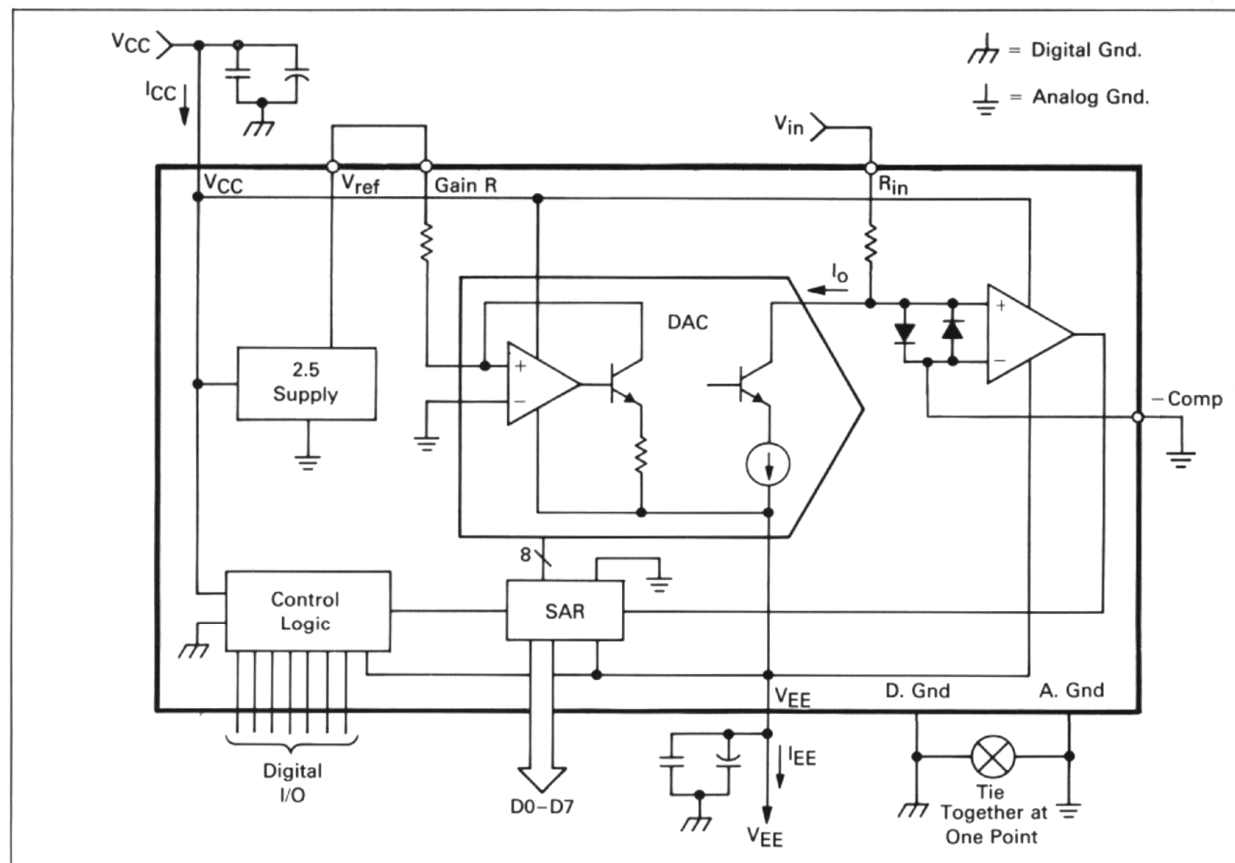 VCC
= Digital Gnd.
ICC
= Analog Gnd.
Vin
VCC
Vref
Gain R
Rin
Io
DAC
+
−
+
−
2.5
Supply
− Comp
8
Control
Logic
SAR
VEE
D. Gnd
A. Gnd
Digital
I/O
D0–D7
IEE
VEE
Tie
Together at
One Point